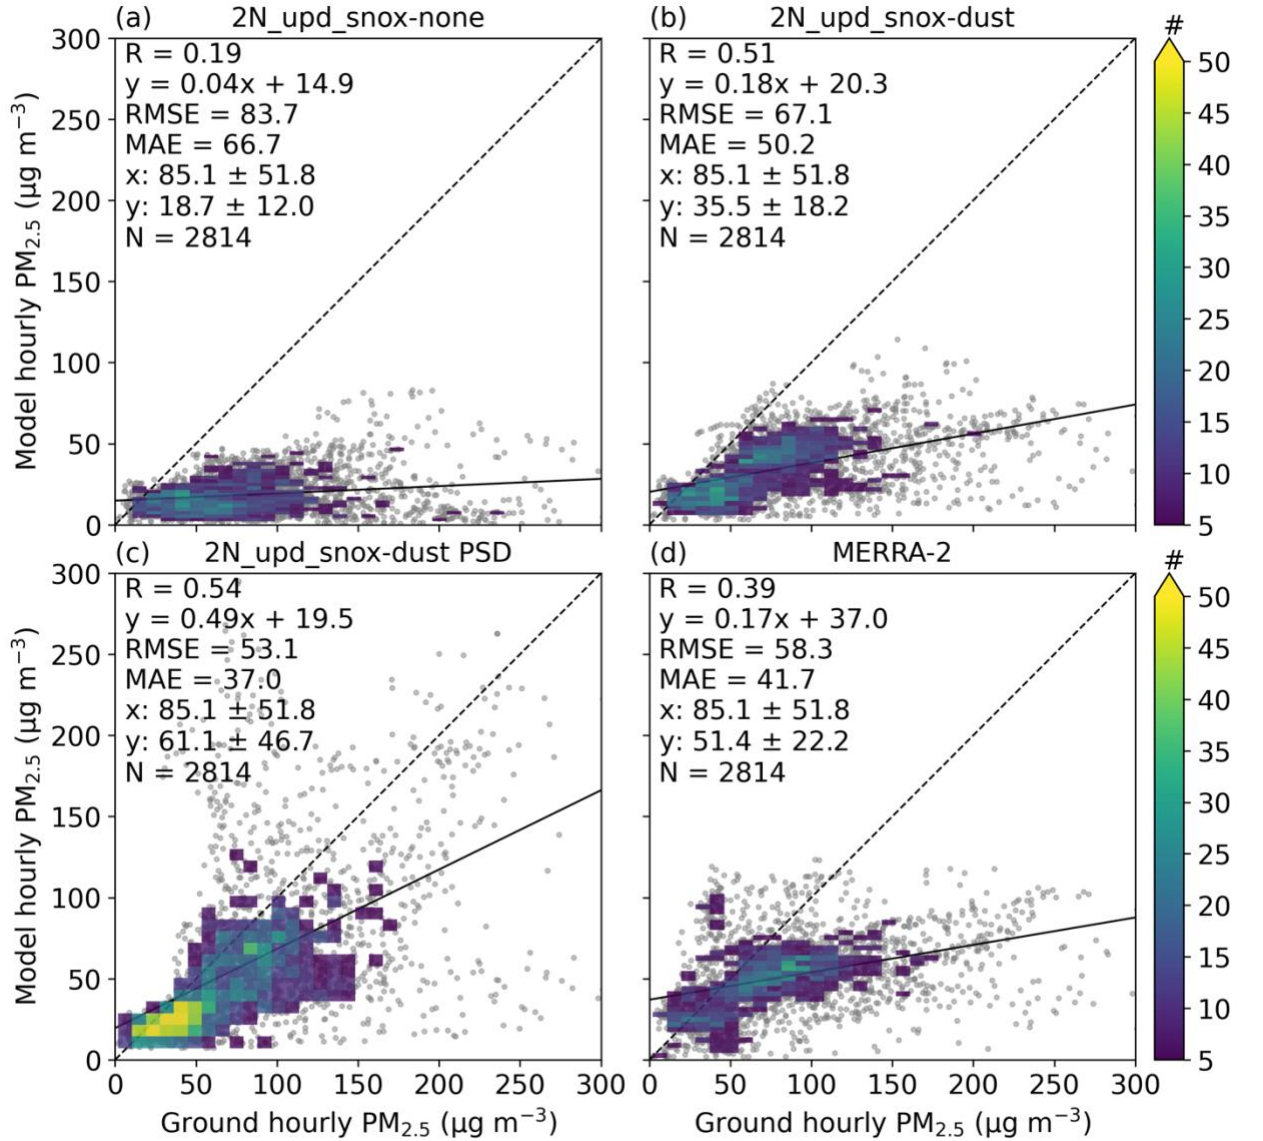 (a) 2N_upd_snox-none
(b) 2N_upd_snox-dust
#
R = 0.19
y = 0.04x + 14.9
RMSE = 83.7
MAE = 66.7
x: 85.1 ± 51.8
y: 18.7 ± 12.0
N = 2814
300
250
200
150
100
50
0
Model hourly PM2.5 (µg m−3)
R = 0.51
y = 0.18x + 20.3
RMSE = 67.1
MAE = 50.2
x: 85.1 ± 51.8
y: 35.5 ± 18.2
N = 2814
50
45
40
35
30
25
20
15
10
5
(c) 2N_upd_snox-dust PSD
(d) MERRA-2
#
R = 0.54
y = 0.49x + 19.5
RMSE = 53.1
MAE = 37.0
x: 85.1 ± 51.8
y: 61.1 ± 46.7
N = 2814
300
250
200
150
100
50
0
Model hourly PM2.5 (µg m−3)
0 50 100 150 200 250 300
Ground hourly PM2.5 (µg m−3)
R = 0.39
y = 0.17x + 37.0
RMSE = 58.3
MAE = 41.7
x: 85.1 ± 51.8
y: 51.4 ± 22.2
N = 2814
0 50 100 150 200 250 300
Ground hourly PM2.5 (µg m−3)
50
45
40
35
30
25
20
15
10
5